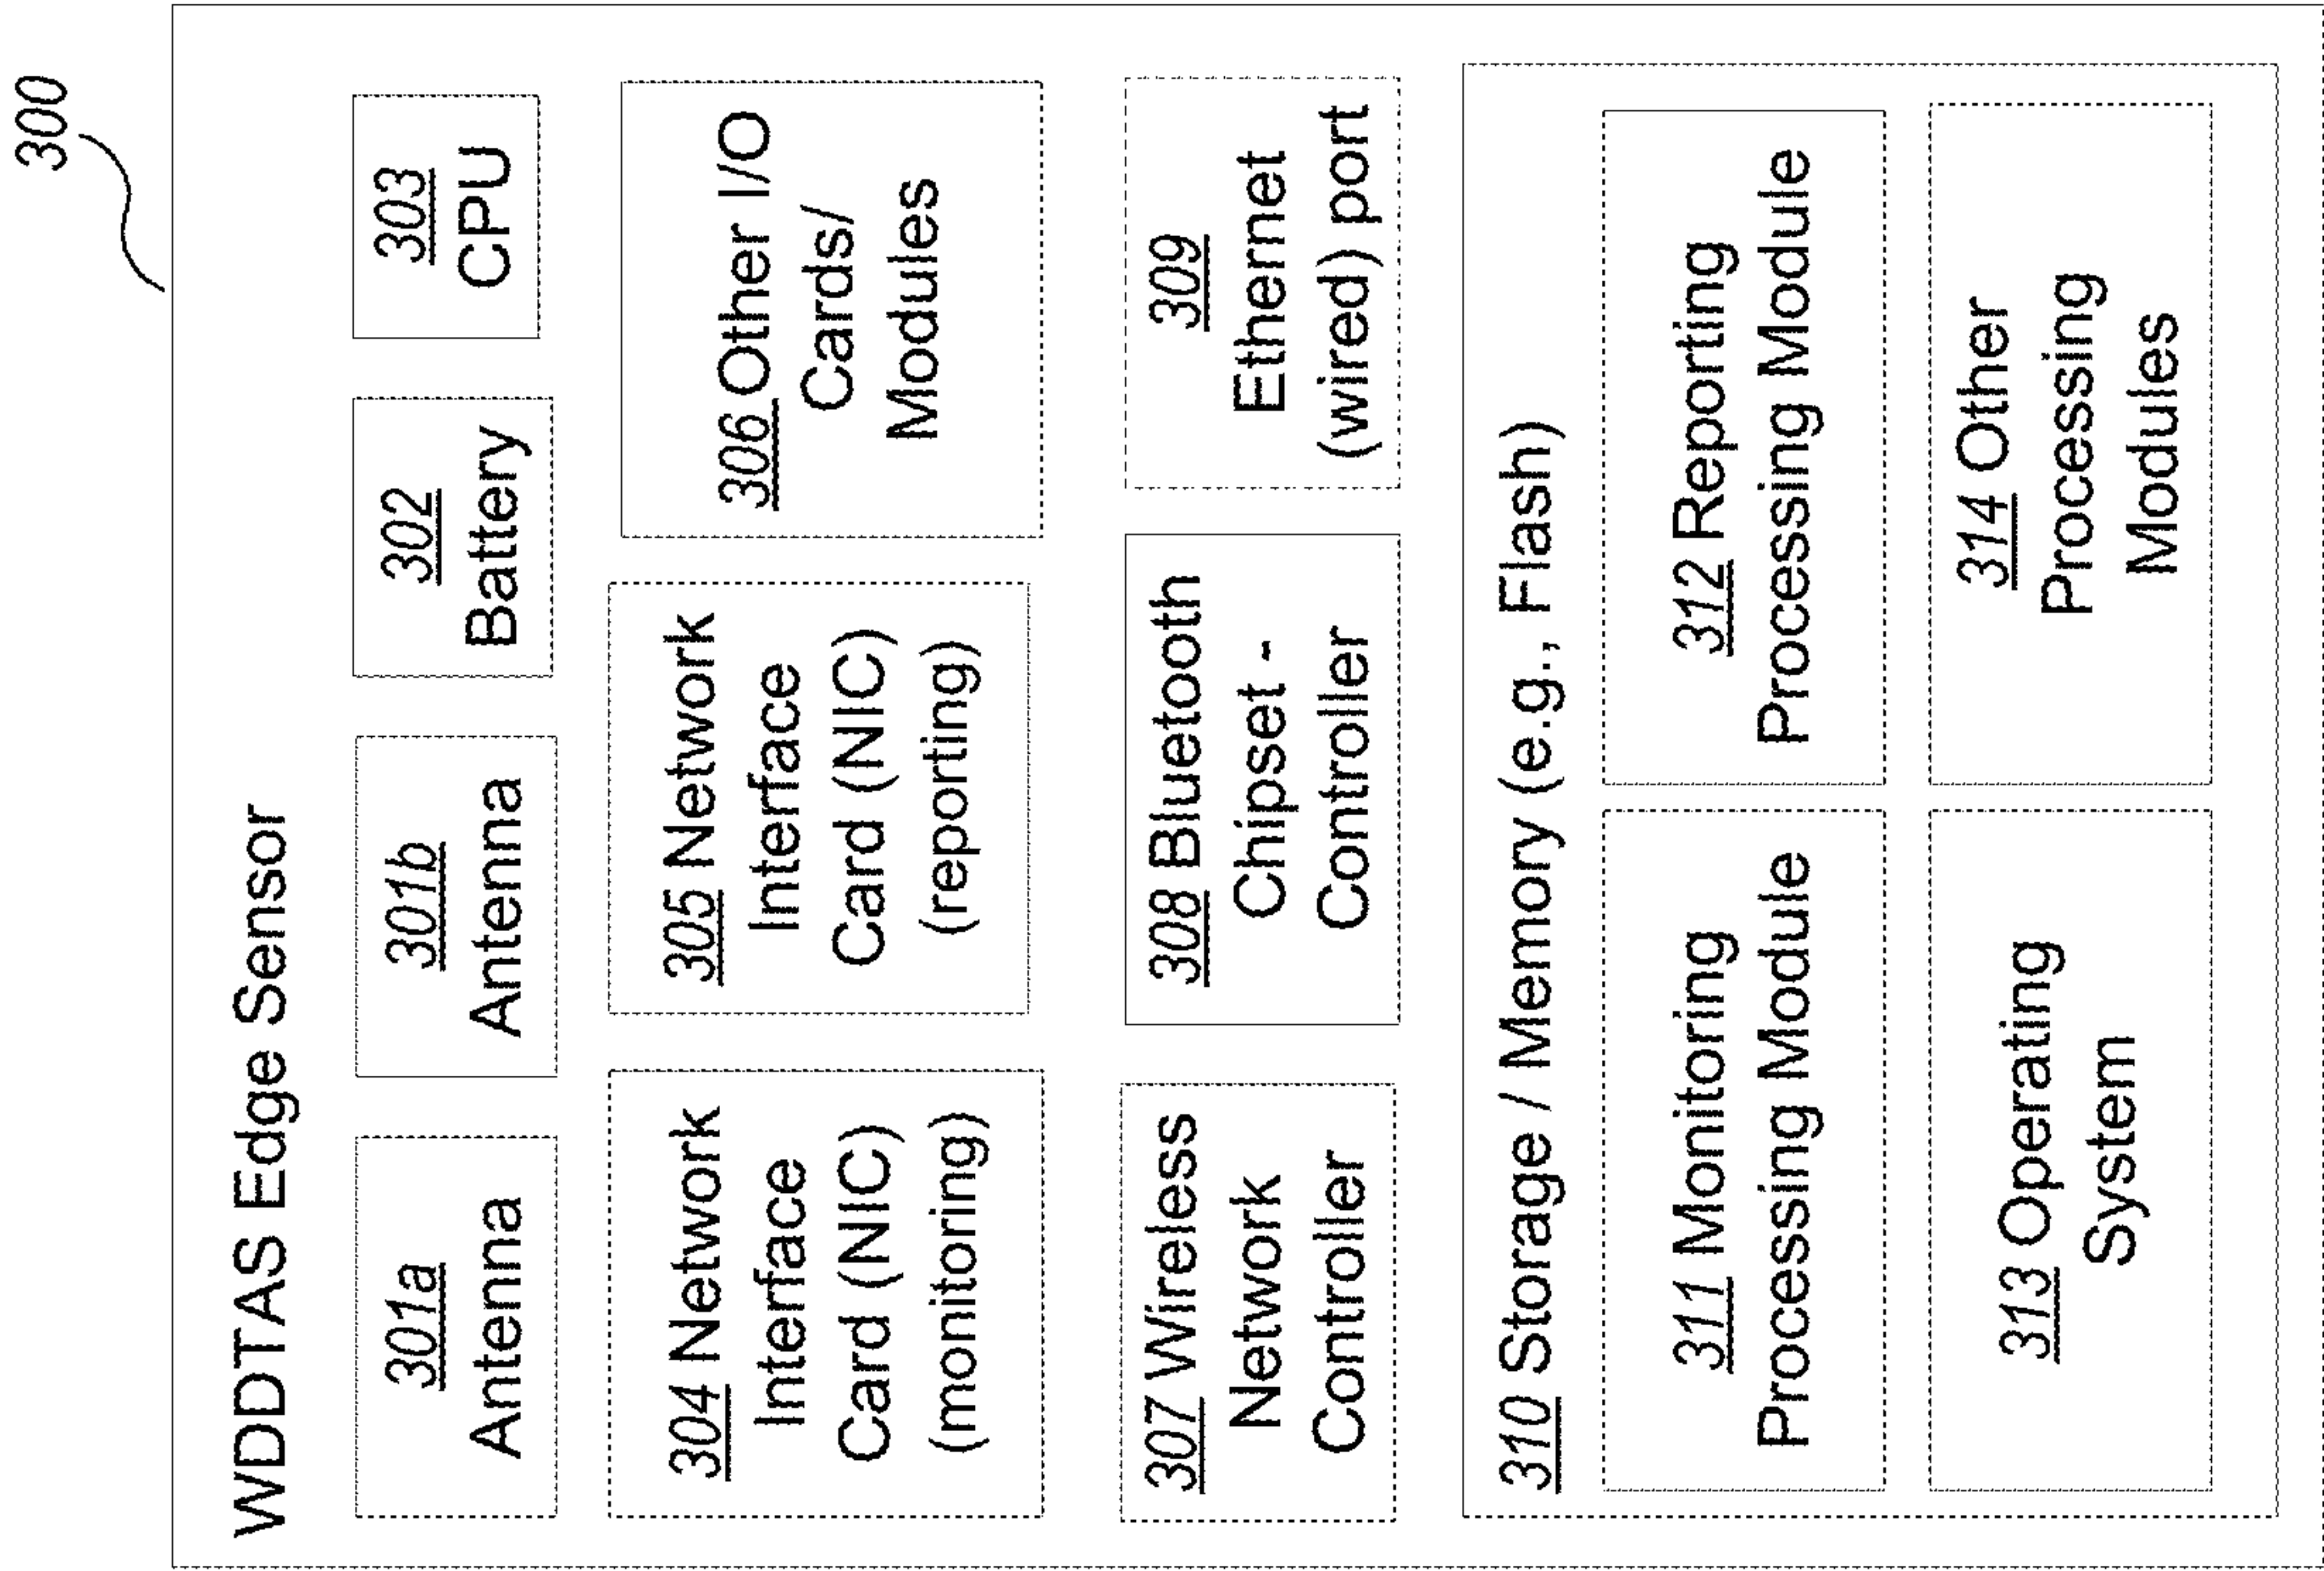 300
WDDTAS Edge Sensor
301a
Antenna
301b
Antenna
302
Battery
303
CPU
304 Network
Interface
Card (NIC)
(monitoring)
305 Network
Interface
Card (NIC)
(reporting)
306 Other I/O
Cards/
Modules
307 Wireless
Network
Controller
308 Bluetooth
Chipset -
Controller
309
Ethernet
(wired) port
310 Storage / Memory (e.g., Flash)
311 Monitoring
Processing Module
312 Reporting
Processing Module
313 Operating
System
314 Other
Processing
Modules